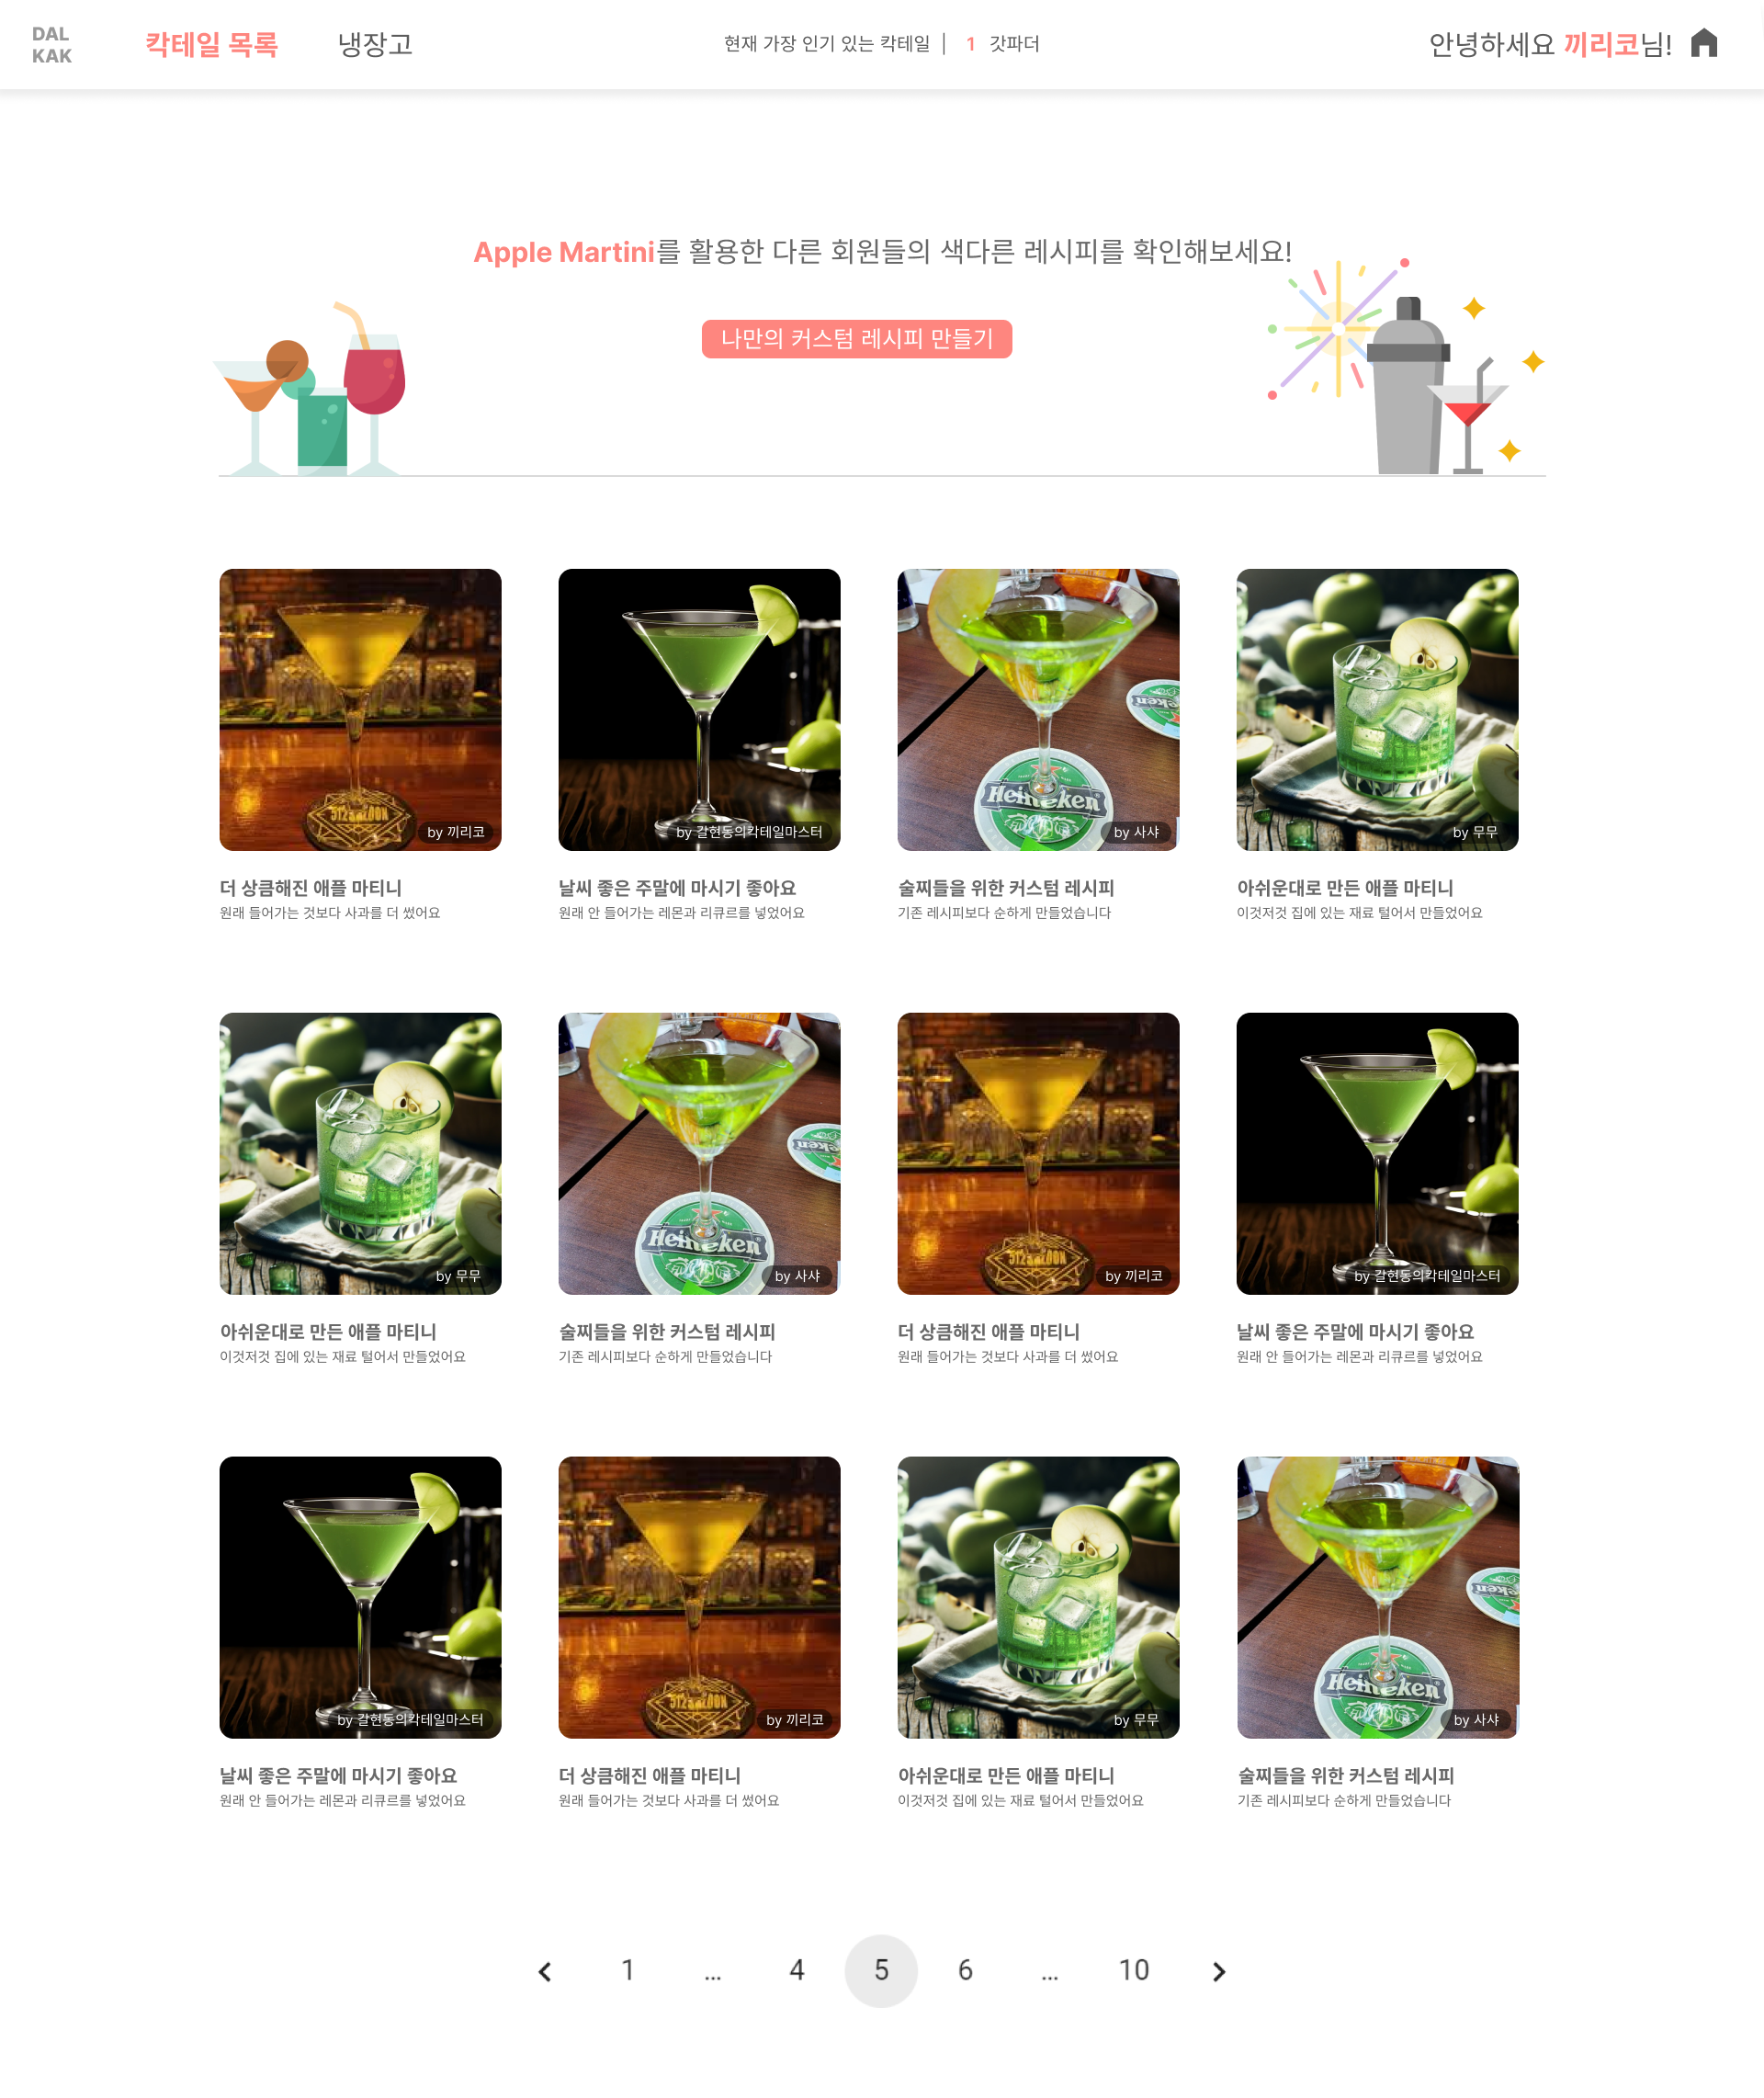 DAL
KAK
칵테일 목록
냉장고
현재 가장 인기 있는 칵테일 | 1 갓파더
안녕하세요 끼리코님!
Apple Martini를 활용한 다른 회원들의 색다른 레시피를 확인해보세요!
나만의 커스텀 레시피 만들기
by 끼리코
by 갈현동의칵테일마스터
Heineken
by 사샤
by 무무
더 상큼해진 애플 마티니
원래 들어가는 것보다 사과를 더 썼어요
날씨 좋은 주말에 마시기 좋아요
원래 안 들어가는 레몬과 리큐르를 넣었어요
술찌들을 위한 커스텀 레시피
기존 레시피보다 순하게 만들었습니다
아쉬운대로 만든 애플 마티니
이것저것 집에 있는 재료 털어서 만들었어요
by 무무
Heineken
by 사샤
by 끼리코
by 갈현동의칵테일마스터
아쉬운대로 만든 애플 마티니
이것저것 집에 있는 재료 털어서 만들었어요
술찌들을 위한 커스텀 레시피
기존 레시피보다 순하게 만들었습니다
더 상큼해진 애플 마티니
원래 들어가는 것보다 사과를 더 썼어요
날씨 좋은 주말에 마시기 좋아요
원래 안 들어가는 레몬과 리큐르를 넣었어요
by 갈현동의칵테일마스터
by 끼리코
by 무무
Heineken
by 사샤
날씨 좋은 주말에 마시기 좋아요
원래 안 들어가는 레몬과 리큐르를 넣었어요
더 상큼해진 애플 마티니
원래 들어가는 것보다 사과를 더 썼어요
아쉬운대로 만든 애플 마티니
이것저것 집에 있는 재료 털어서 만들었어요
술찌들을 위한 커스텀 레시피
기존 레시피보다 순하게 만들었습니다
1 ... 4 5 6 ... 10